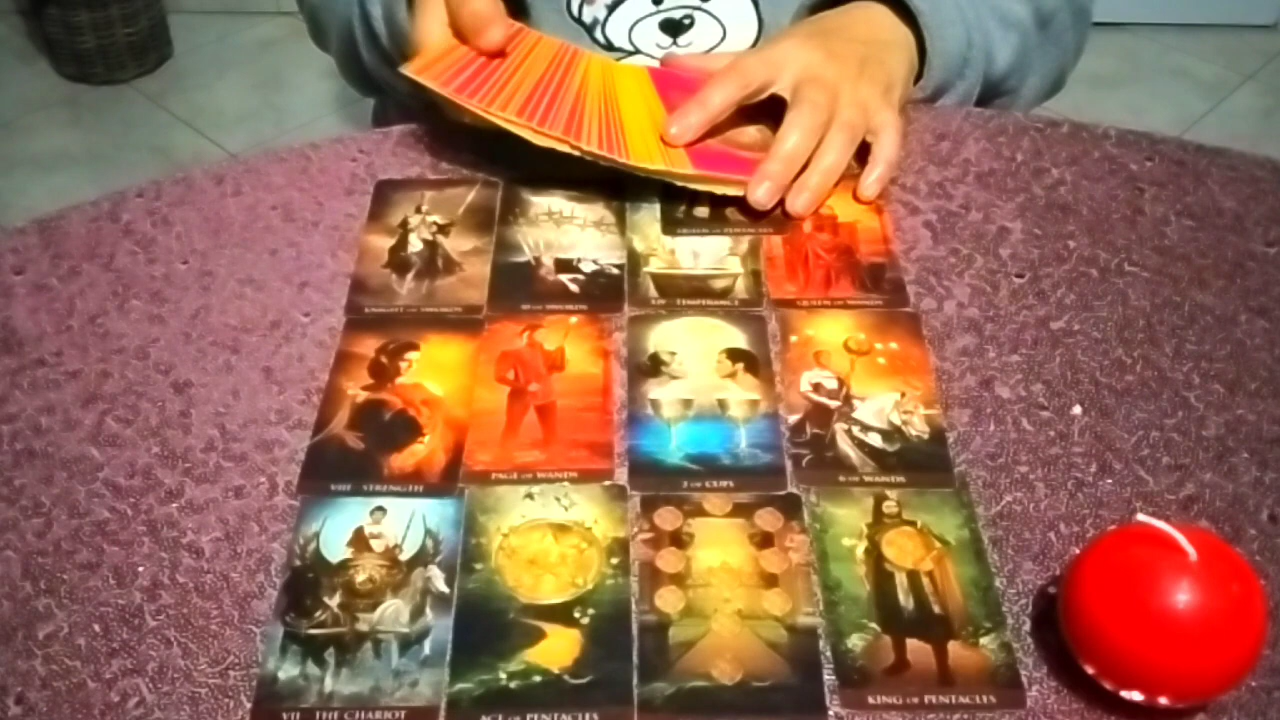 QUEEN OF PENTACLES
KNIGHT OF SWORDS
10 OF SWORDS
XIV · TEMPERANCE
QUEEN OF WANDS
VIII · STRENGTH
PAGE OF WANDS
2 OF CUPS
6 OF WANDS
VII · THE CHARIOT
ACE OF PENTACLES
KING OF PENTACLES